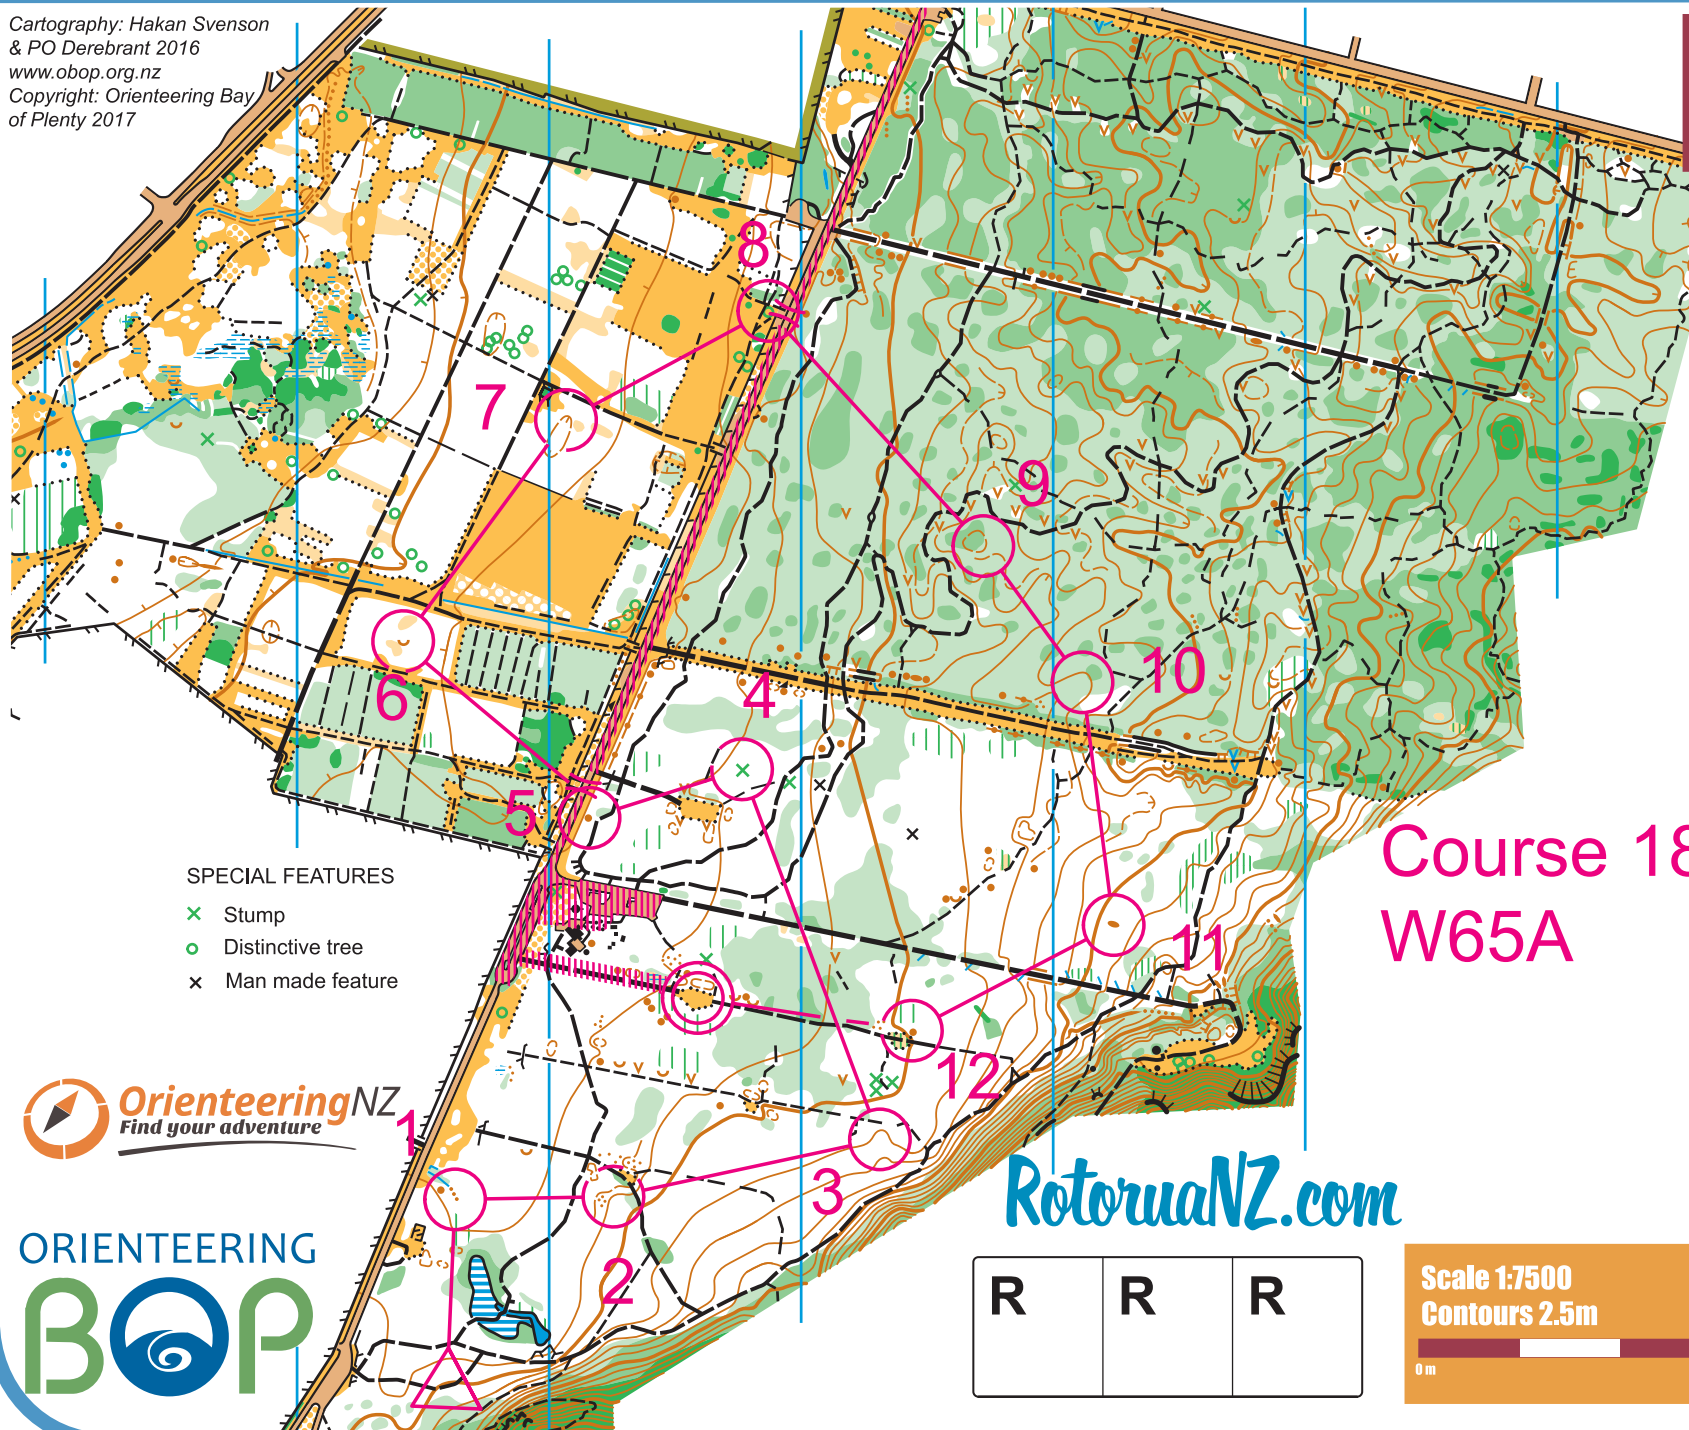 Cartography: Hakan Svenson
& PO Derebrant 2016
www.obop.org.nz
Copyright: Orienteering Bay
of Plenty 2017
8
7
9
10
4
6
5
Course 18
W65A
SPECIAL FEATURES
Stump
Distinctive tree
Man made feature
11
12
OrienteeringNZ
Find your adventure
1
3
2
RotoruaNZ.com
ORIENTEERING
BOP
R R R
Scale 1:7500
Contours 2.5m
0 m